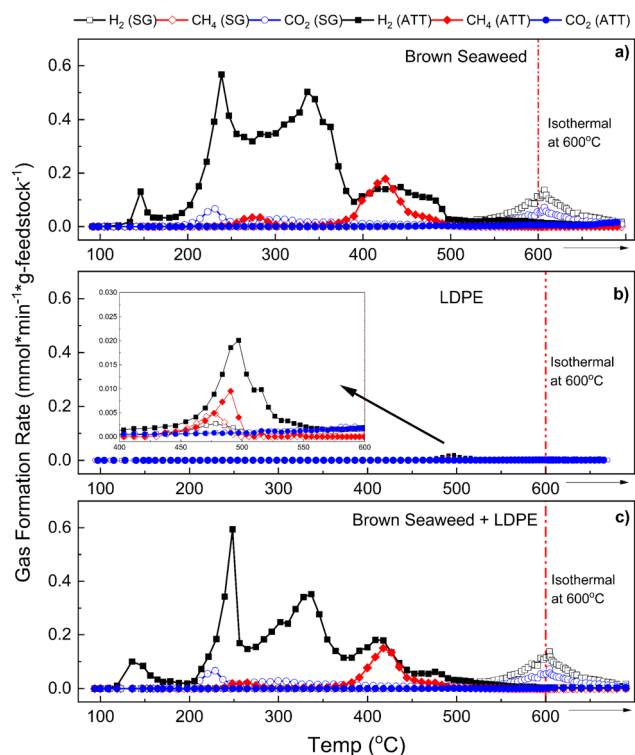 H₂ (SG) CH₄ (SG) CO₂ (SG) H₂ (ATT) CH₄ (ATT) CO₂ (ATT)
Gas Formation Rate (mmol*min⁻¹*g-feedstock⁻¹)
Brown Seaweed a)
0.6
0.4
0.2
0.0
Isothermal
at 600°C
100 200 300 400 500 600
LDPE b)
0.6
0.4
0.2
0.0
0.030
0.025
0.020
0.015
0.010
0.005
0.000
400 450 500 550 600
Isothermal
at 600°C
100 200 300 400 500 600
Brown Seaweed + LDPE c)
0.6
0.4
0.2
0.0
Isothermal
at 600°C
100 200 300 400 500 600
Temp (°C)